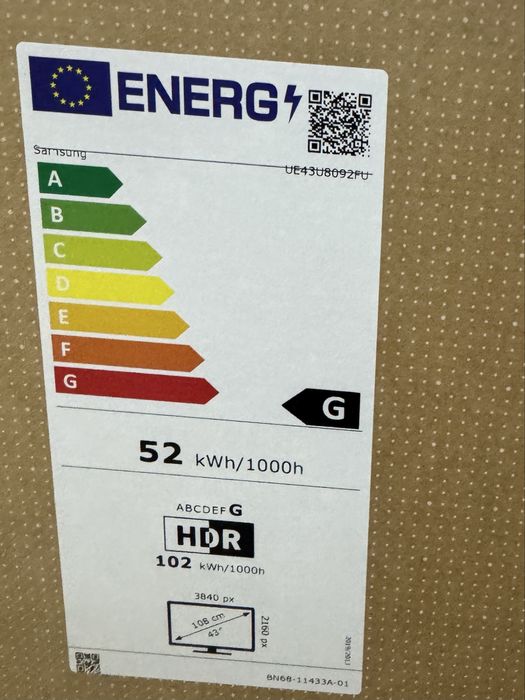 ENERG
Samsung
UE43U8092FU
A
B
C
D
E
F
G
G
52 kWh/1000h
ABCDEFG
HDR
102 kWh/1000h
3840 px
108 cm
43"
2160 px
2019/2013
BN68-11433A-01